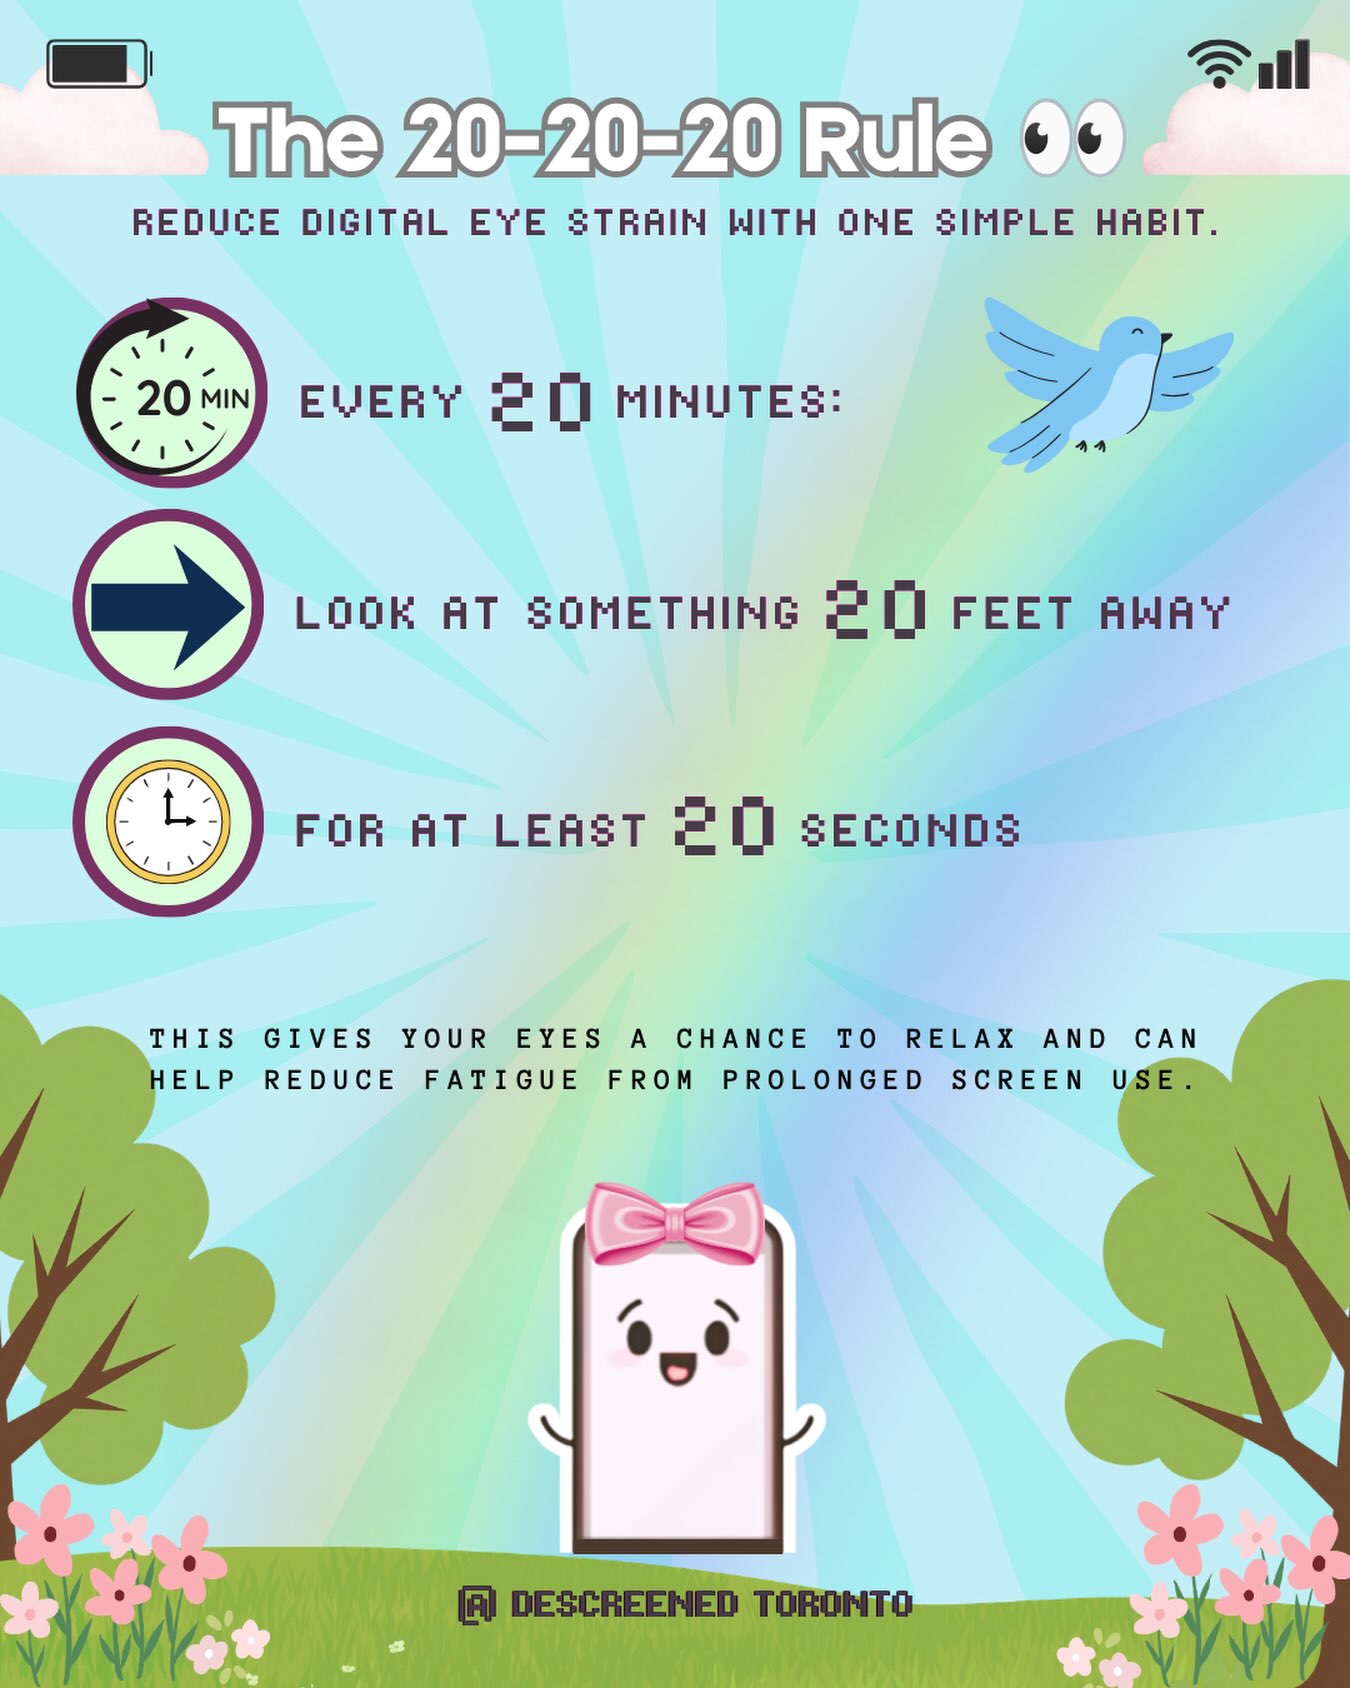 The 20-20-20 Rule 👀
REDUCE DIGITAL EYE STRAIN WITH ONE SIMPLE HABIT.
20 MIN
EVERY 20 MINUTES:
LOOK AT SOMETHING 20 FEET AWAY
FOR AT LEAST 20 SECONDS
THIS GIVES YOUR EYES A CHANCE TO RELAX AND CAN
HELP REDUCE FATIGUE FROM PROLONGED SCREEN USE.
@ DESCREENED TORONTO